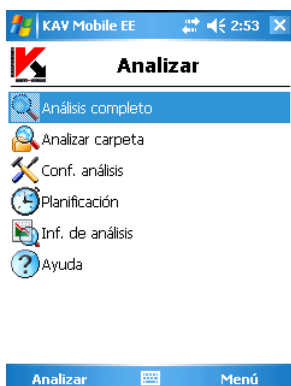 KAV Mobile EE 2:53
Analizar
Análisis completo
Analizar carpeta
Conf. análisis
Planificación
Inf. de análisis
Ayuda
Analizar Menú